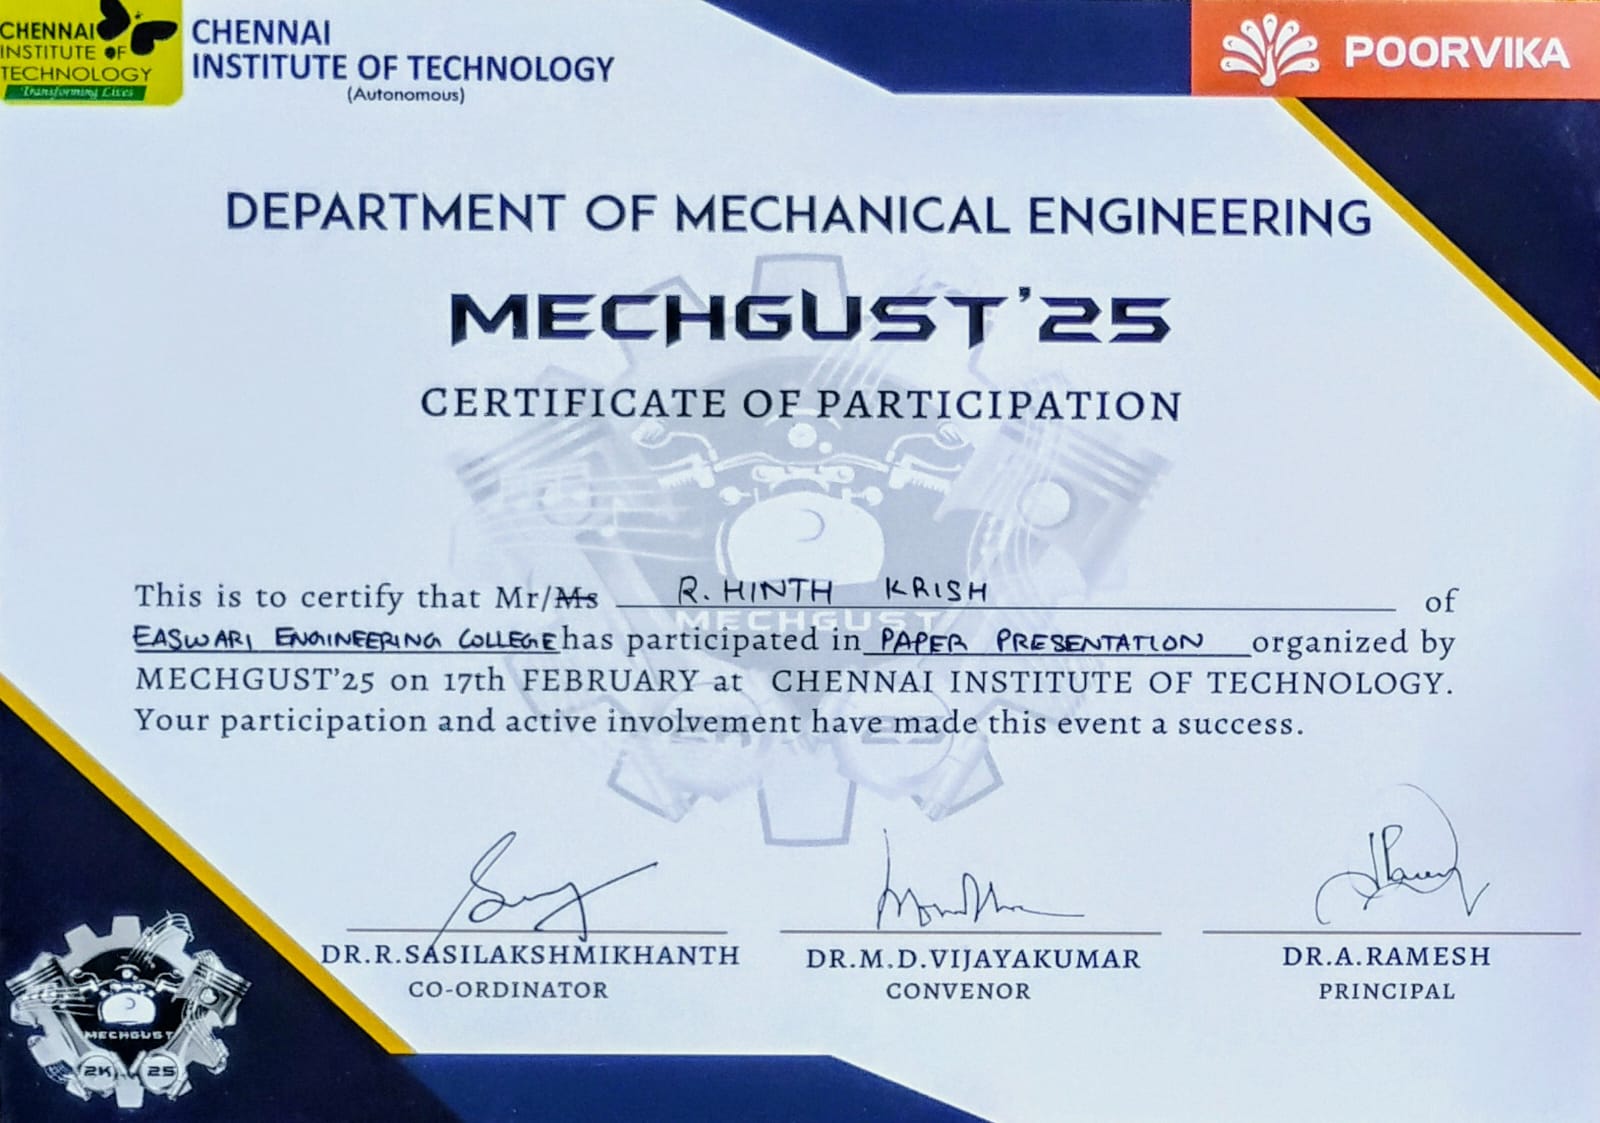 CHENNAI
INSTITUTE OF
TECHNOLOGY
Transforming Lives
CHENNAI
INSTITUTE OF TECHNOLOGY
(Autonomous)
POORVIKA
DEPARTMENT OF MECHANICAL ENGINEERING
MECHGUST'25
CERTIFICATE OF PARTICIPATION
This is to certify that Mr/Ms R. HINTH KRISH of
EASWARI ENGINEERING COLLEGE has participated in PAPER PRESENTATION organized by
MECHGUST'25 on 17th FEBRUARY at CHENNAI INSTITUTE OF TECHNOLOGY.
Your participation and active involvement have made this event a success.
MECHGUST
DR.R.SASILAKSHMIKHANTH
CO-ORDINATOR
DR.M.D.VIJAYAKUMAR
CONVENOR
DR.A.RAMESH
PRINCIPAL
MECHGUST
2K 25